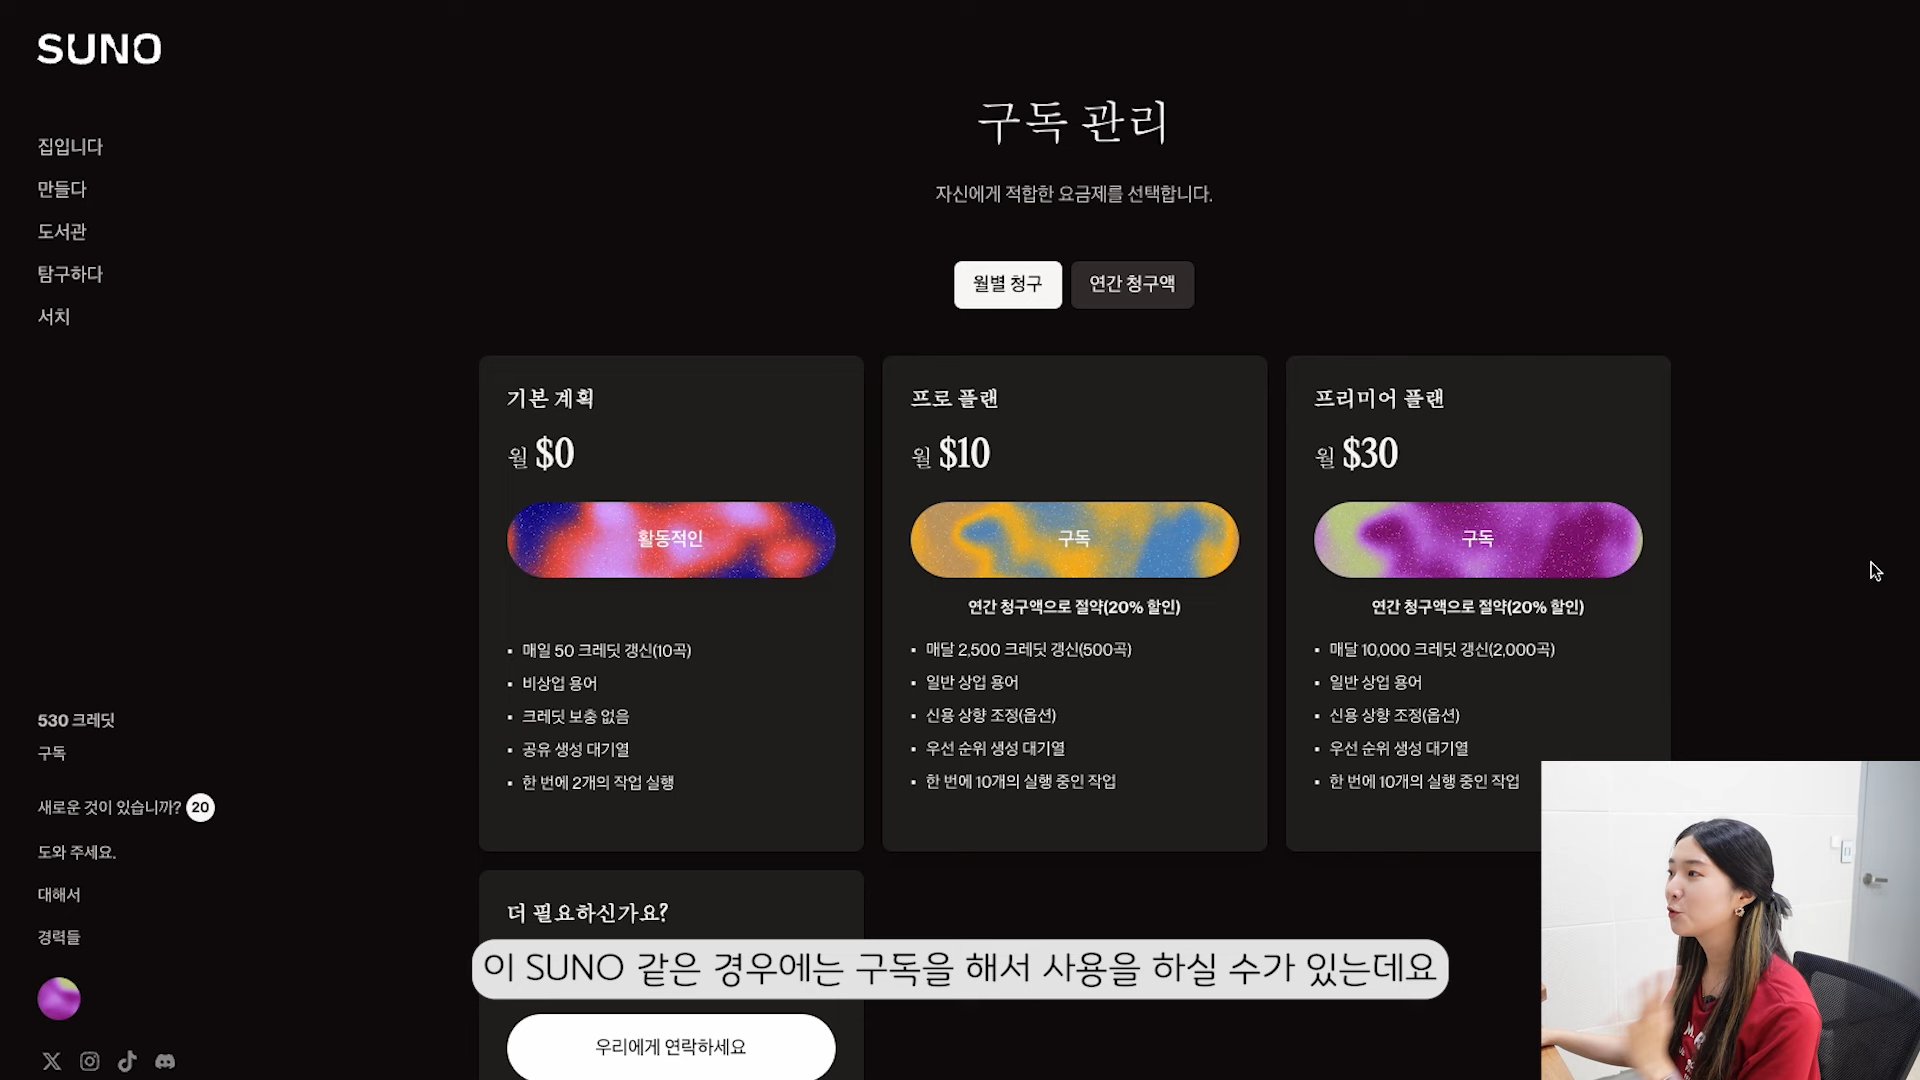 SUNO
집입니다
만들다
도서관
탐구하다
서치
530 크레딧
구독
새로운 것이 있습니까? 20
도와 주세요.
대해서
경력들
구독 관리
자신에게 적합한 요금제를 선택합니다.
월별 청구
연간 청구액
기본 계획
월 $0
활동적인
매일 50 크레딧 갱신(10곡)
비상업 용어
크레딧 보충 없음
공유 생성 대기열
한 번에 2개의 작업 실행
프로 플랜
월 $10
구독
연간 청구액으로 절약(20% 할인)
매달 2,500 크레딧 갱신(500곡)
일반 상업 용어
신용 상향 조정(옵션)
우선 순위 생성 대기열
한 번에 10개의 실행 중인 작업
프리미어 플랜
월 $30
구독
연간 청구액으로 절약(20% 할인)
매달 10,000 크레딧 갱신(2,000곡)
일반 상업 용어
신용 상향 조정(옵션)
우선 순위 생성 대기열
한 번에 10개의 실행 중인 작업
더 필요하신가요?
이 SUNO 같은 경우에는 구독을 해서 사용을 하실 수가 있는데요
우리에게 연락하세요